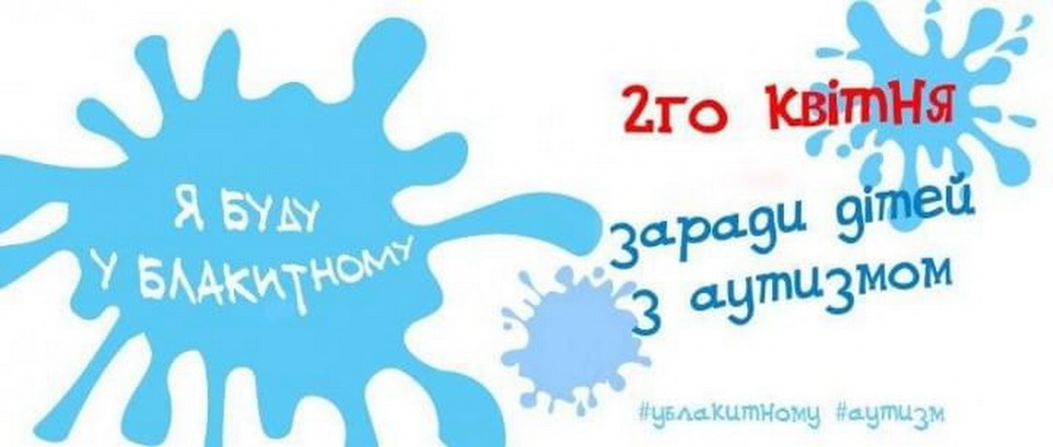 Я БУДУ
У БЛАКИТНОМУ
2го квітня
заради дітей
з аутизмом
#ублакитному #аутизм